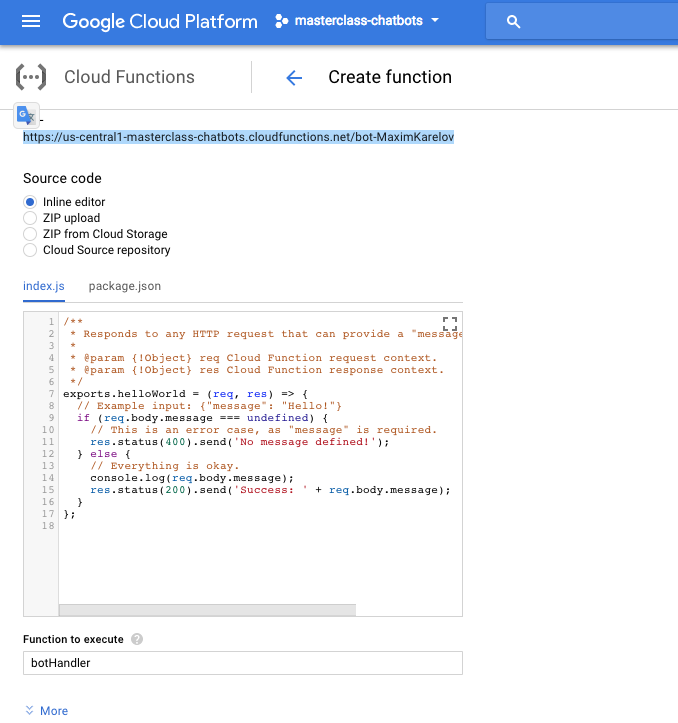 Google Cloud Platform masterclass-chatbots
Cloud Functions Create function
https://us-central1-masterclass-chatbots.cloudfunctions.net/bot-MaximKarelov
Source code
Inline editor
ZIP upload
ZIP from Cloud Storage
Cloud Source repository
index.js package.json
1 /**
2 * Responds to any HTTP request that can provide a "message
3 *
4 * @param {!Object} req Cloud Function request context.
5 * @param {!Object} res Cloud Function response context.
6 */
7 exports.helloWorld = (req, res) => {
8 // Example input: {"message": "Hello!"}
9 if (req.body.message === undefined) {
10 // This is an error case, as "message" is required.
11 res.status(400).send('No message defined!');
12 } else {
13 // Everything is okay.
14 console.log(req.body.message);
15 res.status(200).send('Success: ' + req.body.message);
16 }
17 };
18
Function to execute ?
botHandler
More